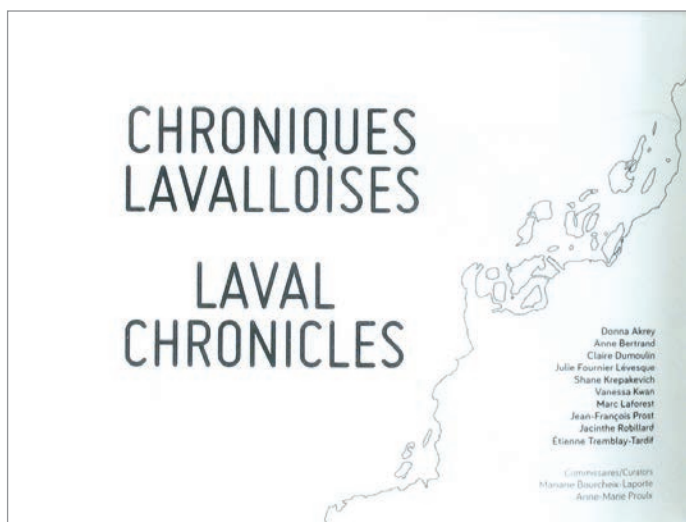 CHRONIQUES
LAVALLOISES
LAVAL
CHRONICLES
Donna Akrey
Anne Bertrand
Claire Dumoulin
Julie Fournier Lévesque
Shane Krepakevich
Vanessa Kwan
Marc Laforest
Jean-François Prost
Jacinthe Robillard
Étienne Tremblay-Tardif
Commissaires/Curators
Mariane Bourcheix-Laporte
Anne-Marie Proulx